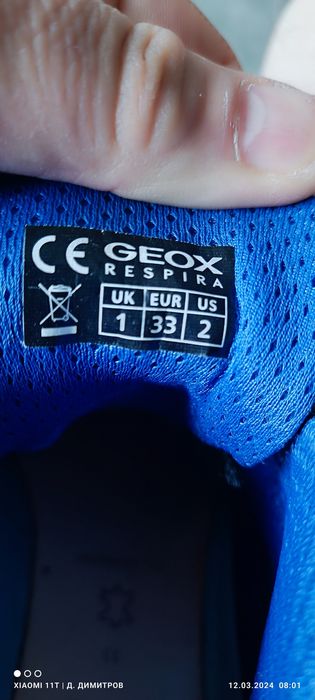 CE GEOX
RESPIRA
UK EUR US
1 33 2
XIAOMI 11T | Д. ДИМИТРОВ 12.03.2024 08:01